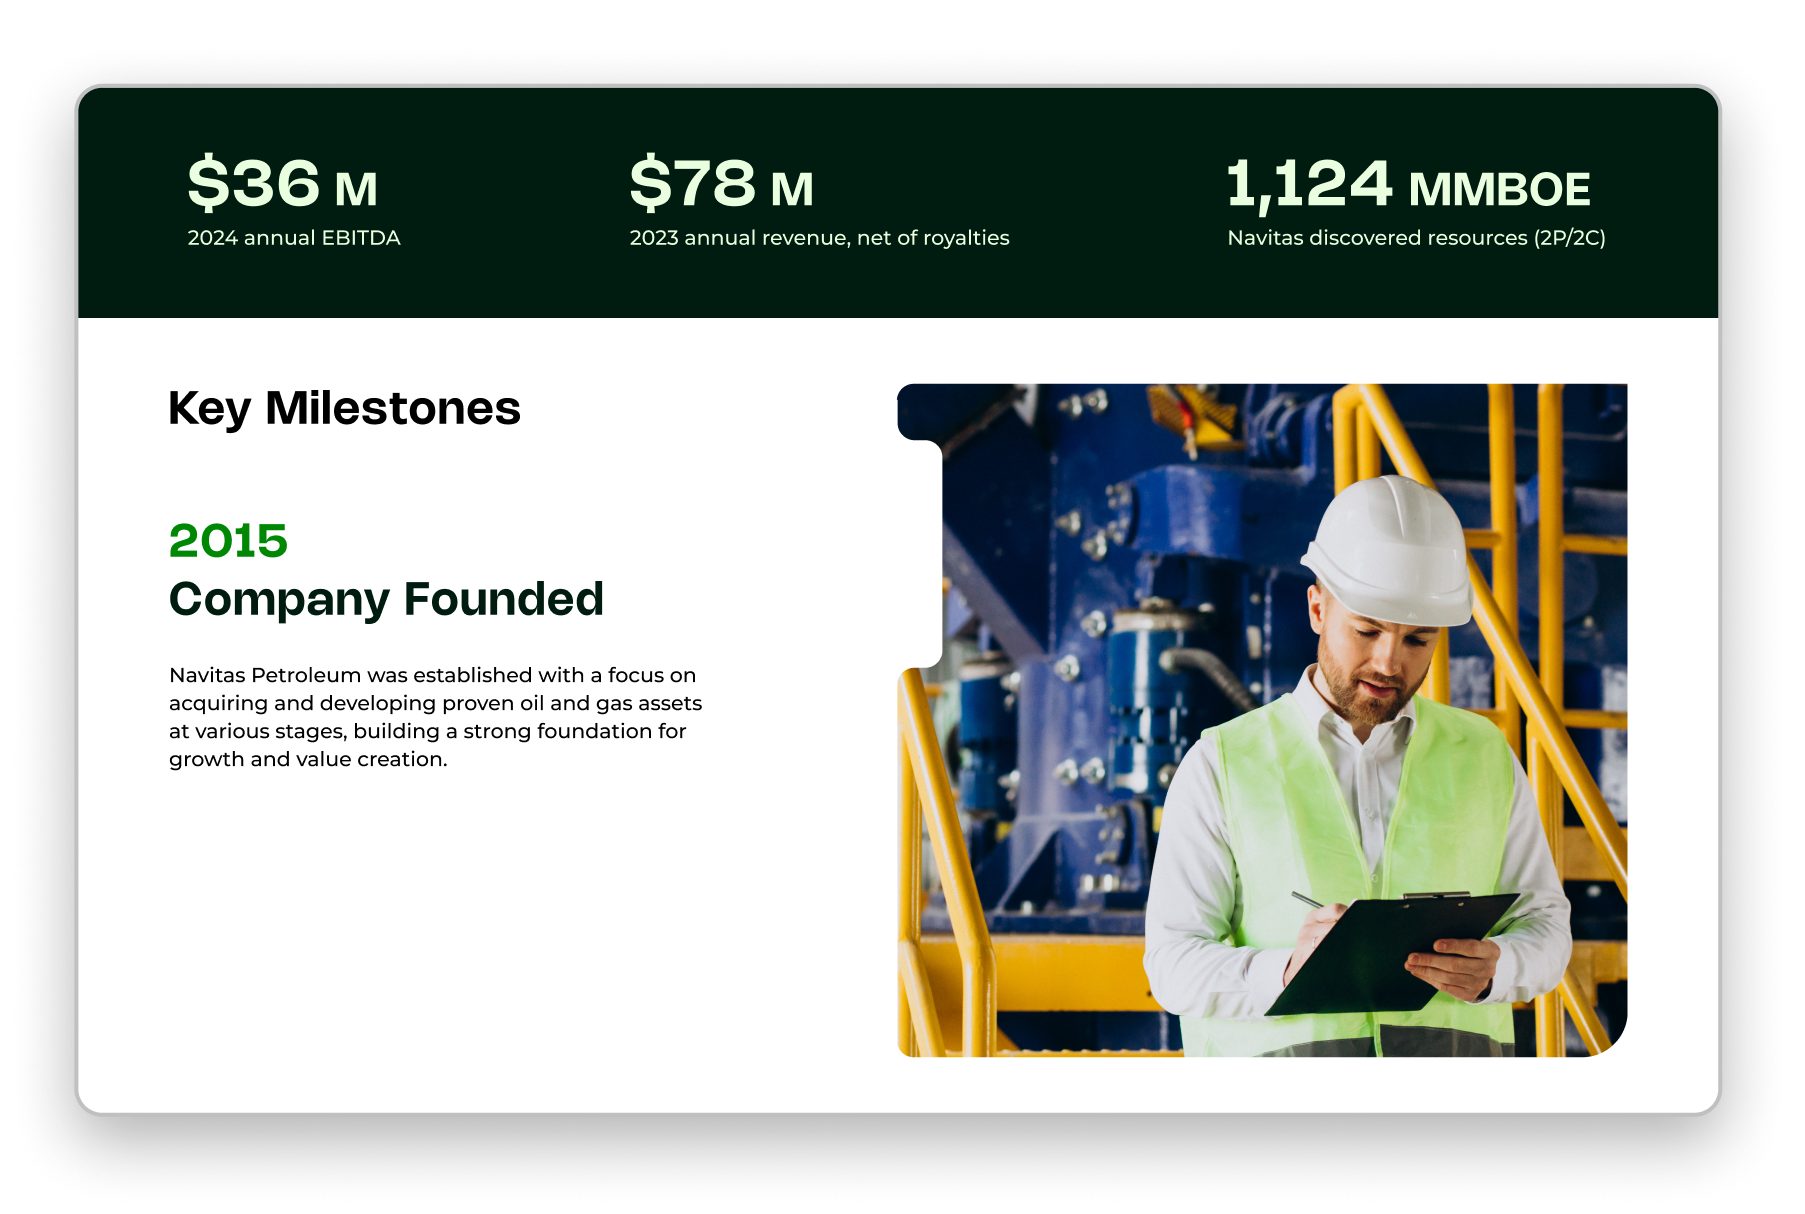 $36 M
2024 annual EBITDA
$78 M
2023 annual revenue, net of royalties
1,124 MMBOE
Navitas discovered resources (2P/2C)
Key Milestones
2015
Company Founded
Navitas Petroleum was established with a focus on
acquiring and developing proven oil and gas assets
at various stages, building a strong foundation for
growth and value creation.